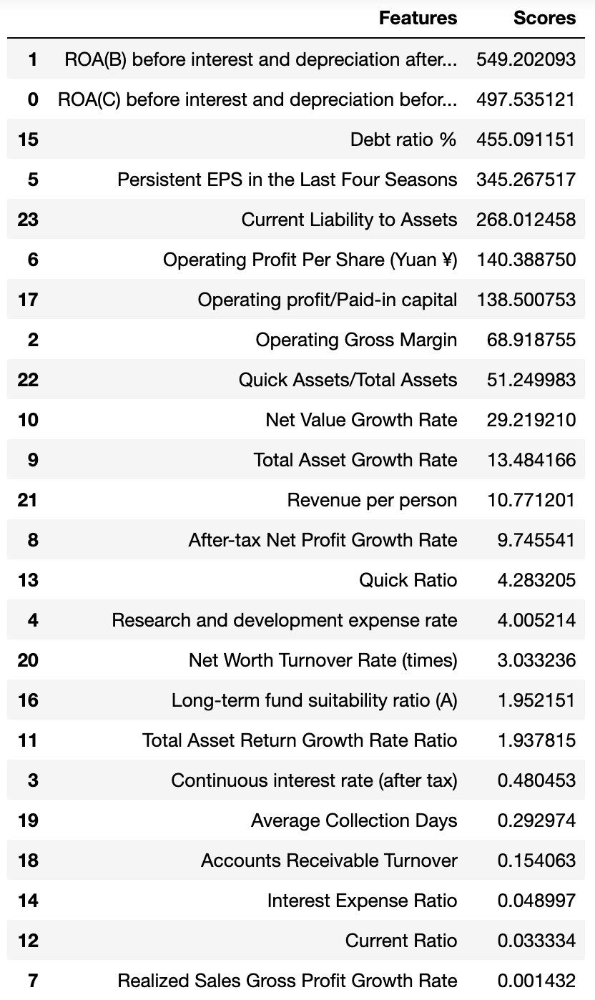 Features Scores
1 ROA(B) before interest and depreciation after... 549.202093
0 ROA(C) before interest and depreciation befor... 497.535121
15 Debt ratio % 455.091151
5 Persistent EPS in the Last Four Seasons 345.267517
23 Current Liability to Assets 268.012458
6 Operating Profit Per Share (Yuan ¥) 140.388750
17 Operating profit/Paid-in capital 138.500753
2 Operating Gross Margin 68.918755
22 Quick Assets/Total Assets 51.249983
10 Net Value Growth Rate 29.219210
9 Total Asset Growth Rate 13.484166
21 Revenue per person 10.771201
8 After-tax Net Profit Growth Rate 9.745541
13 Quick Ratio 4.283205
4 Research and development expense rate 4.005214
20 Net Worth Turnover Rate (times) 3.033236
16 Long-term fund suitability ratio (A) 1.952151
11 Total Asset Return Growth Rate Ratio 1.937815
3 Continuous interest rate (after tax) 0.480453
19 Average Collection Days 0.292974
18 Accounts Receivable Turnover 0.154063
14 Interest Expense Ratio 0.048997
12 Current Ratio 0.033334
7 Realized Sales Gross Profit Growth Rate 0.001432